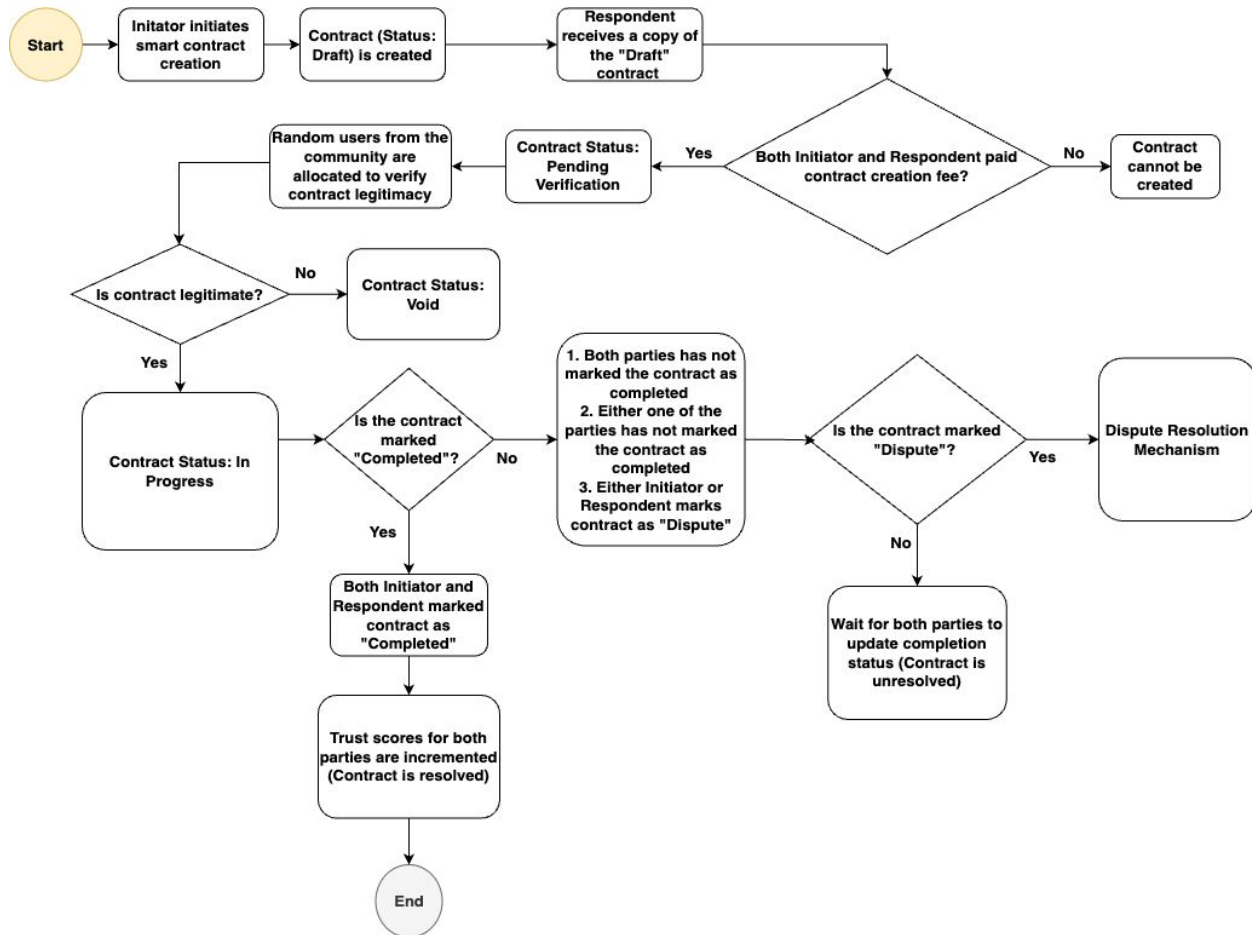 Start
Initator initiates
smart contract
creation
Contract (Status:
Draft) is created
Respondent
receives a copy of
the "Draft"
contract
Both Initiator and Respondent paid
contract creation fee?
No
Contract
cannot be
created
Yes
Contract Status:
Pending
Verification
Random users from the
community are
allocated to verify
contract legitimacy
Is contract legitimate?
No
Contract Status:
Void
Yes
Contract Status: In
Progress
Is the contract
marked
"Completed"?
No
1. Both parties has not
marked the contract as
completed
2. Either one of the
parties has not marked
the contract as
completed
3. Either Initiator or
Respondent marks
contract as "Dispute"
Is the contract marked
"Dispute"?
Yes
Dispute Resolution
Mechanism
No
Wait for both parties to
update completion
status (Contract is
unresolved)
Yes
Both Initiator and
Respondent marked
contract as
"Completed"
Trust scores for both
parties are incremented
(Contract is resolved)
End